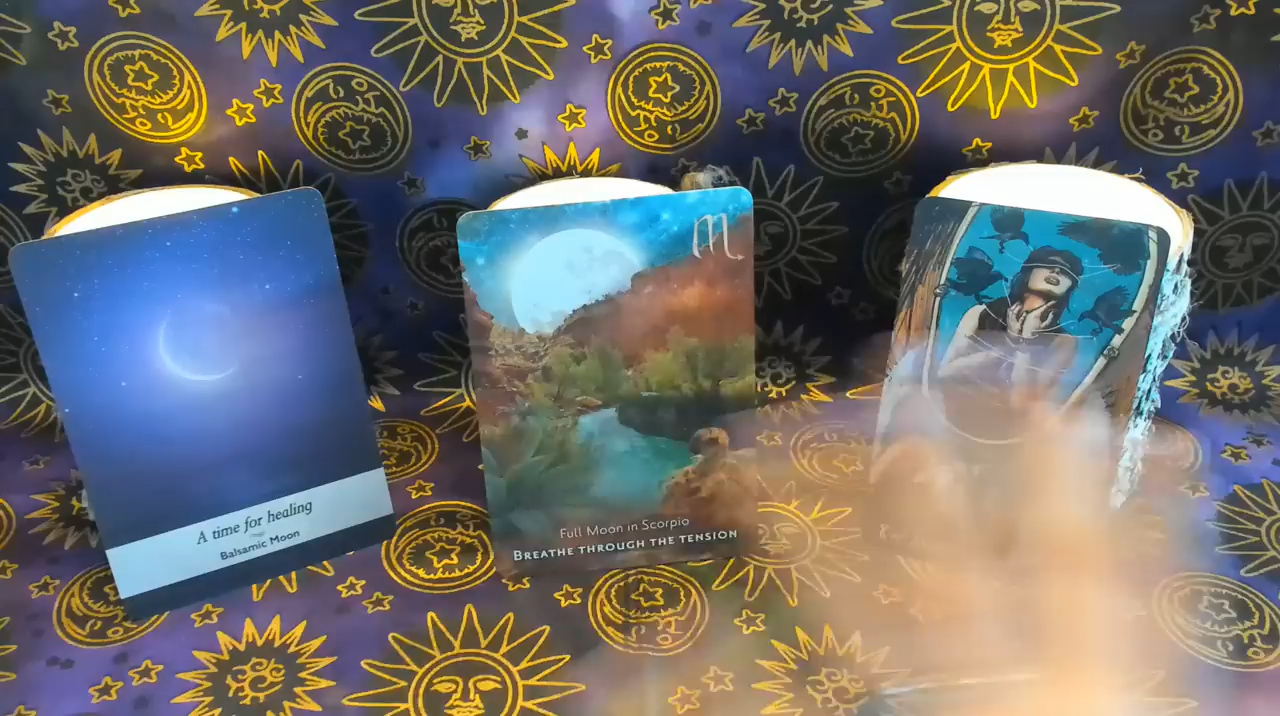 A time for healing
Balsamic Moon
Full Moon in Scorpio
BREATHE THROUGH THE TENSION